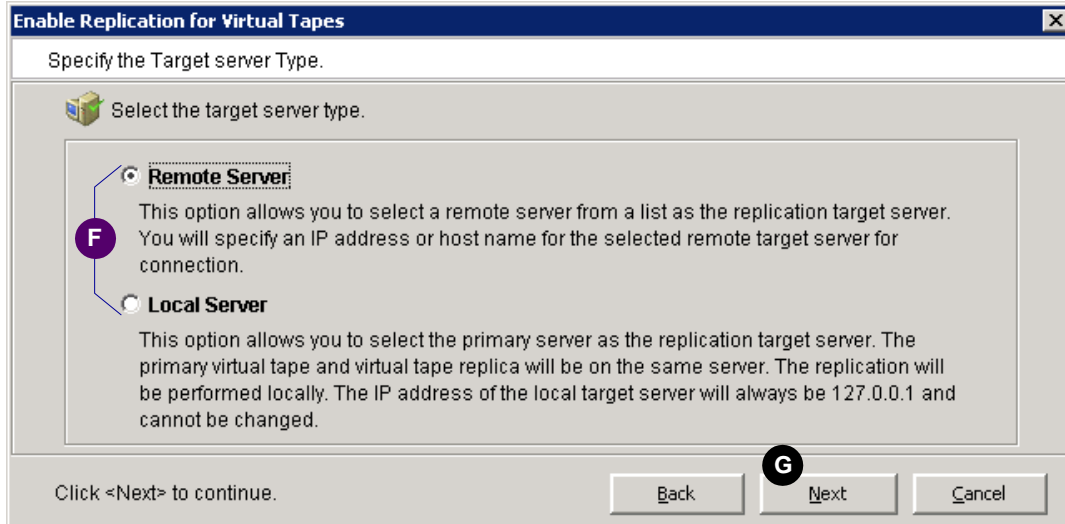 Enable Replication for Virtual Tapes
Specify the Target server Type.
Select the target server type.
Remote Server
This option allows you to select a remote server from a list as the replication target server.
You will specify an IP address or host name for the selected remote target server for
connection.
F
Local Server
This option allows you to select the primary server as the replication target server. The
primary virtual tape and virtual tape replica will be on the same server. The replication will
be performed locally. The IP address of the local target server will always be 127.0.0.1 and
cannot be changed.
G
Click <Next> to continue.
Back
Next
Cancel